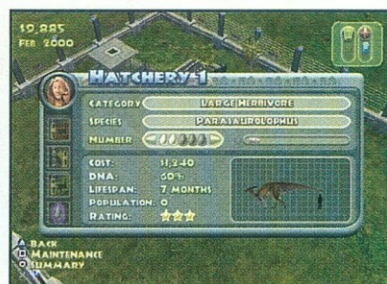 19,885
FEB 2000
HATCHERY 1
CATEGORY LARGE HERBIVORE
SPECIES PARASAUROLOPHUS
NUMBER
COST: $1,240
DNA: 60%
LIFESPAN: 7 MONTHS
POPULATION: 0
RATING:
BACK
MAINTENANCE
SUMMARY